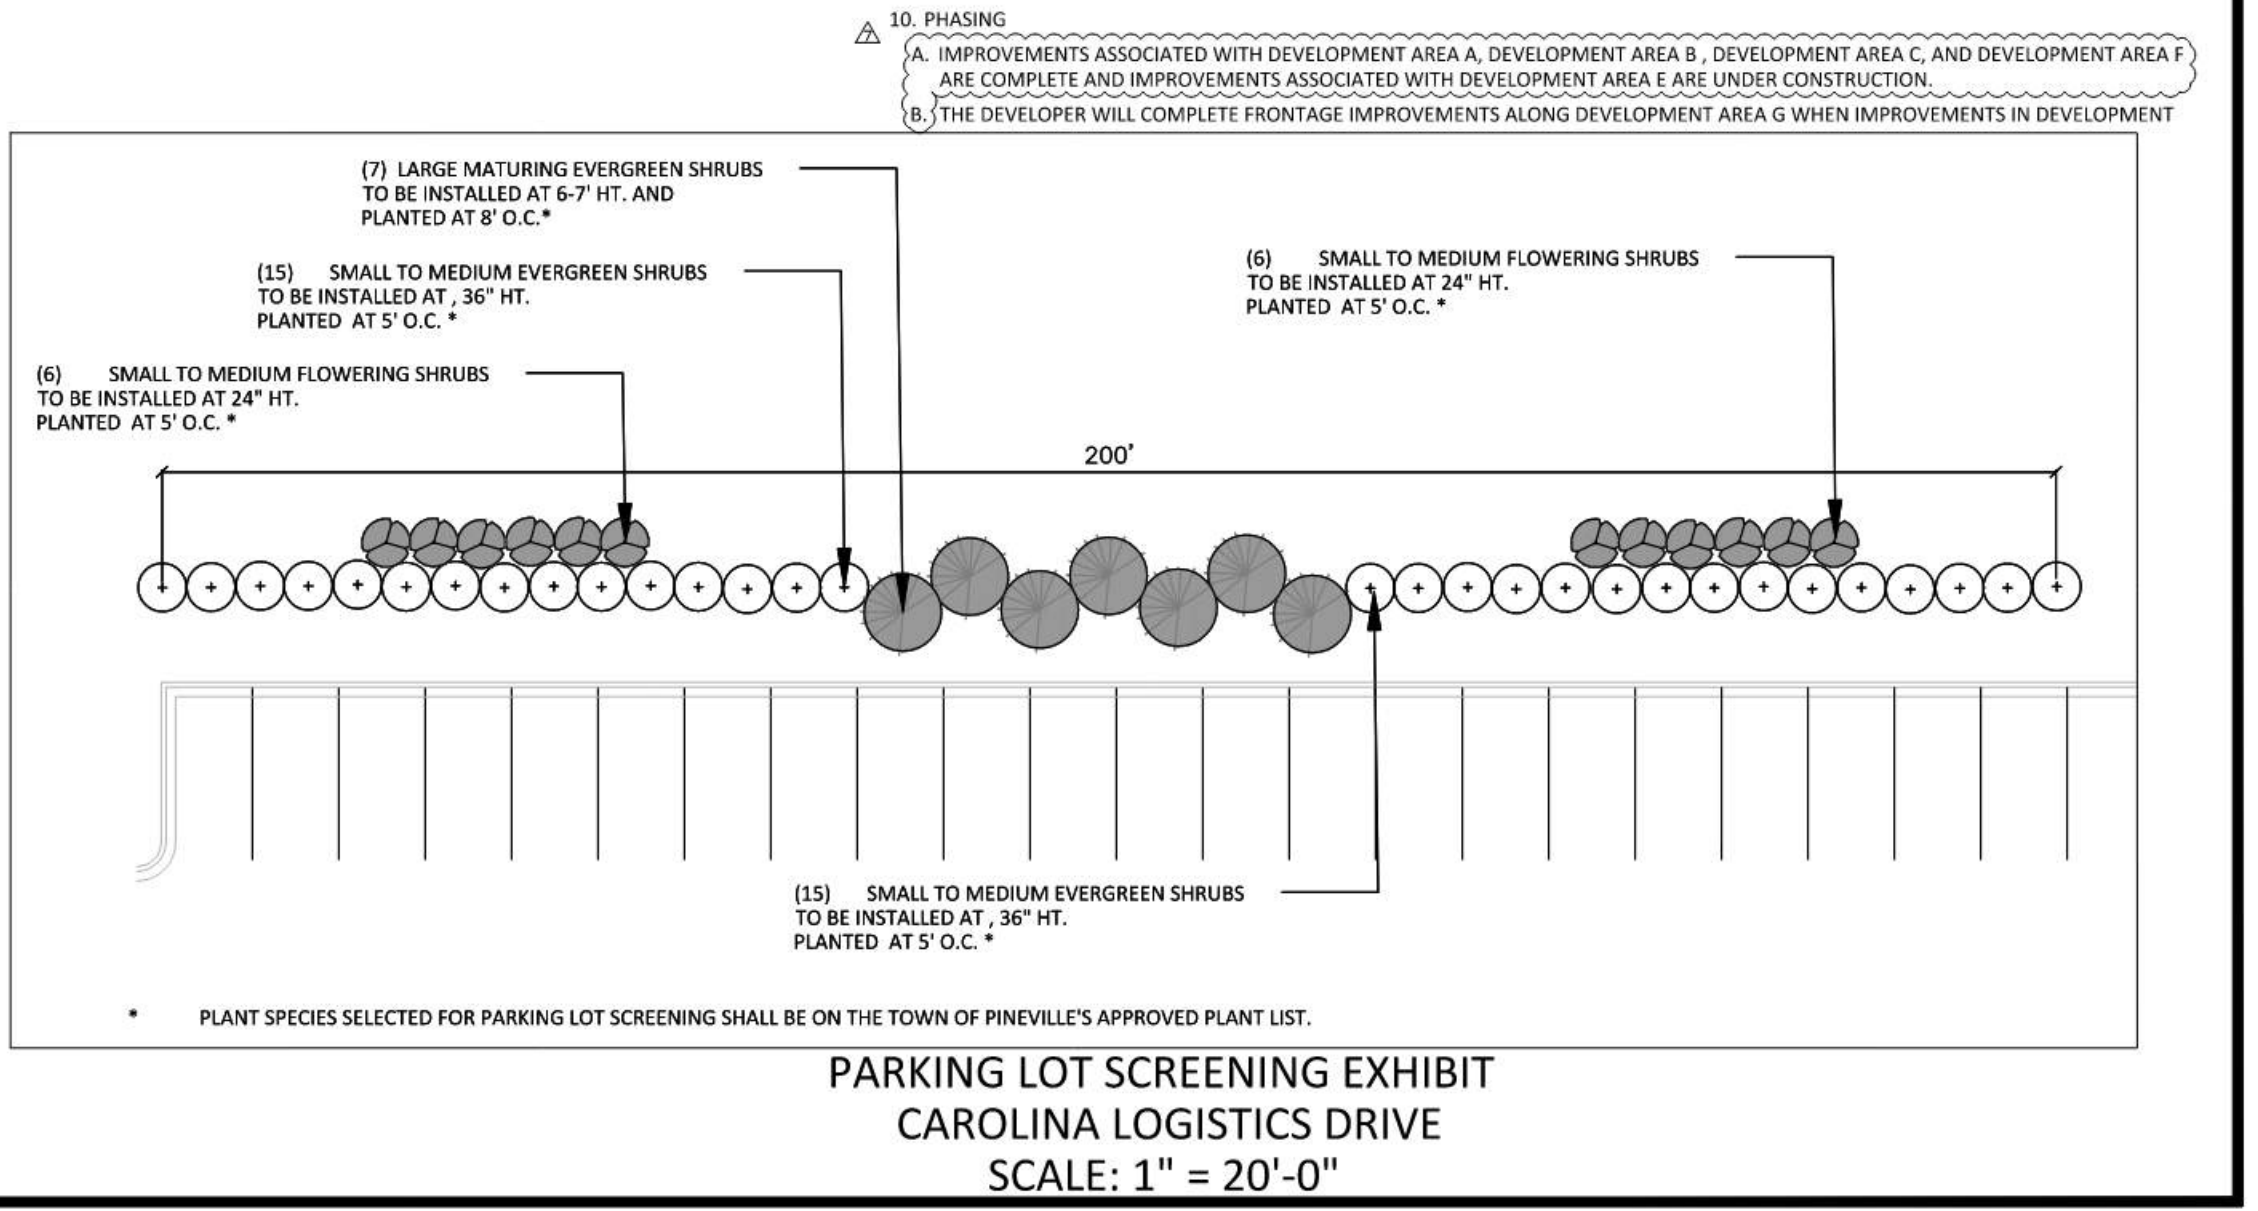 10. PHASING
7
A. IMPROVEMENTS ASSOCIATED WITH DEVELOPMENT AREA A, DEVELOPMENT AREA B , DEVELOPMENT AREA C, AND DEVELOPMENT AREA F
ARE COMPLETE AND IMPROVEMENTS ASSOCIATED WITH DEVELOPMENT AREA E ARE UNDER CONSTRUCTION.
B. THE DEVELOPER WILL COMPLETE FRONTAGE IMPROVEMENTS ALONG DEVELOPMENT AREA G WHEN IMPROVEMENTS IN DEVELOPMENT
(7) LARGE MATURING EVERGREEN SHRUBS
TO BE INSTALLED AT 6-7' HT. AND
PLANTED AT 8' O.C.*
(15) SMALL TO MEDIUM EVERGREEN SHRUBS
TO BE INSTALLED AT , 36" HT.
PLANTED AT 5' O.C. *
(6) SMALL TO MEDIUM FLOWERING SHRUBS
TO BE INSTALLED AT 24" HT.
PLANTED AT 5' O.C. *
(6) SMALL TO MEDIUM FLOWERING SHRUBS
TO BE INSTALLED AT 24" HT.
PLANTED AT 5' O.C. *
200'
(15) SMALL TO MEDIUM EVERGREEN SHRUBS
TO BE INSTALLED AT , 36" HT.
PLANTED AT 5' O.C. *
* PLANT SPECIES SELECTED FOR PARKING LOT SCREENING SHALL BE ON THE TOWN OF PINEVILLE'S APPROVED PLANT LIST.
PARKING LOT SCREENING EXHIBIT
CAROLINA LOGISTICS DRIVE
SCALE: 1" = 20'-0"